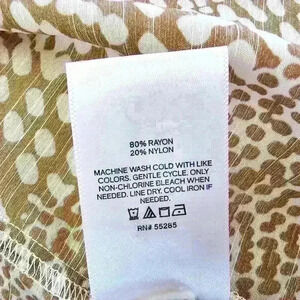 80% RAYON
20% NYLON
MACHINE WASH COLD WITH LIKE
COLORS. GENTLE CYCLE. ONLY
NON-CHLORINE BLEACH WHEN
NEEDED. LINE DRY. COOL IRON IF
NEEDED.
RN# 55285